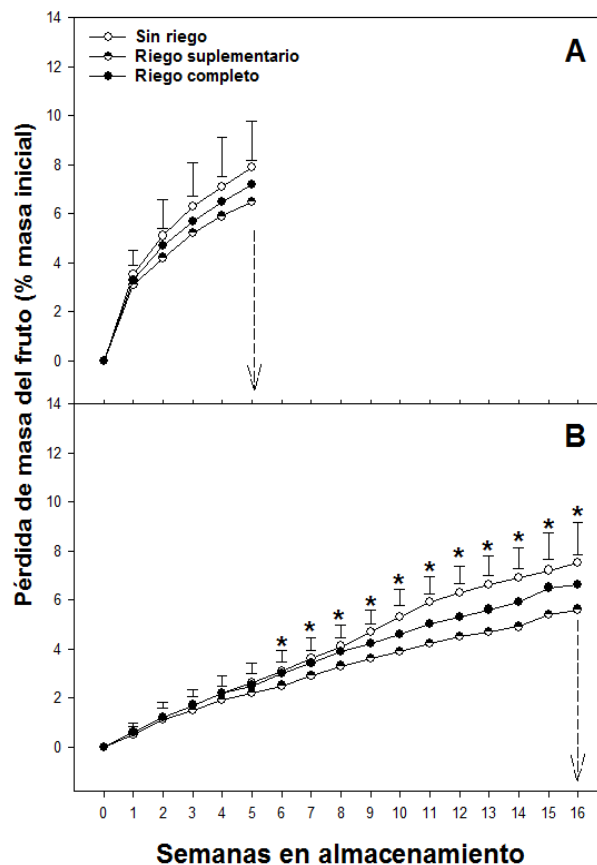 14
12
10
8
6
4
2
0
Sin riego
Riego suplementario
Riego completo
A
Pérdida de masa del fruto (% masa inicial)
14
12
10
8
6
4
2
0
B
* * * * * * * * * * *
0 1 2 3 4 5 6 7 8 9 10 11 12 13 14 15 16
Semanas en almacenamiento